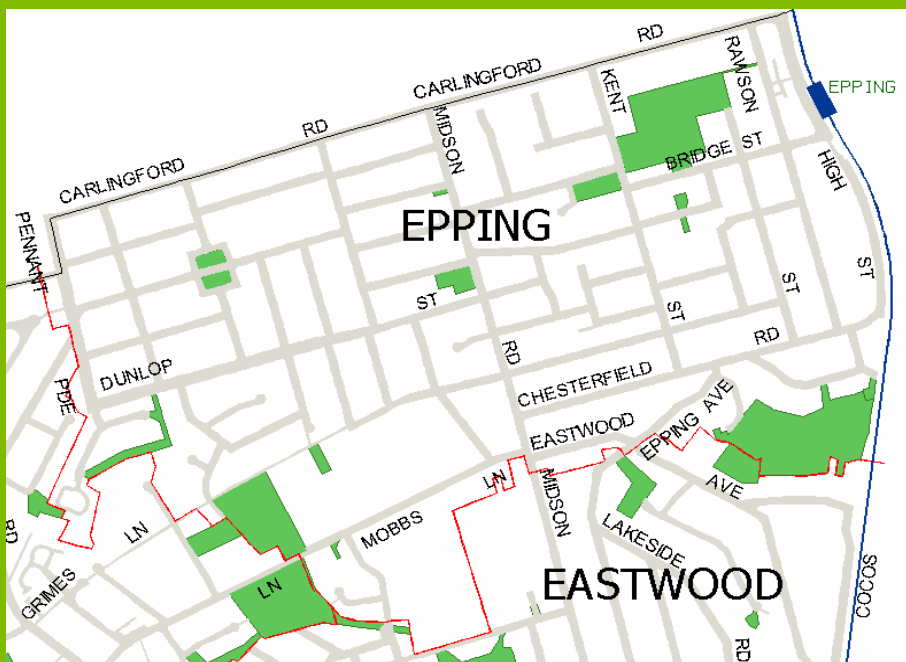 RD
CARLINGFORD
RAWSON
KENT
EPPING
MIDSON
RD
BRIDGE ST
CARLINGFORD
RD
HIGH
PENNANT
EPPING
ST
ST
ST
ST
RD
RD
DUNLOP
CHESTERFIELD
PDE
EPPING AVE
EASTWOOD
LN
AVE
MIDSON
MOBBS
LAKESIDE
RD
LN
EASTWOOD
COCOS
GRIMES
LN
RD